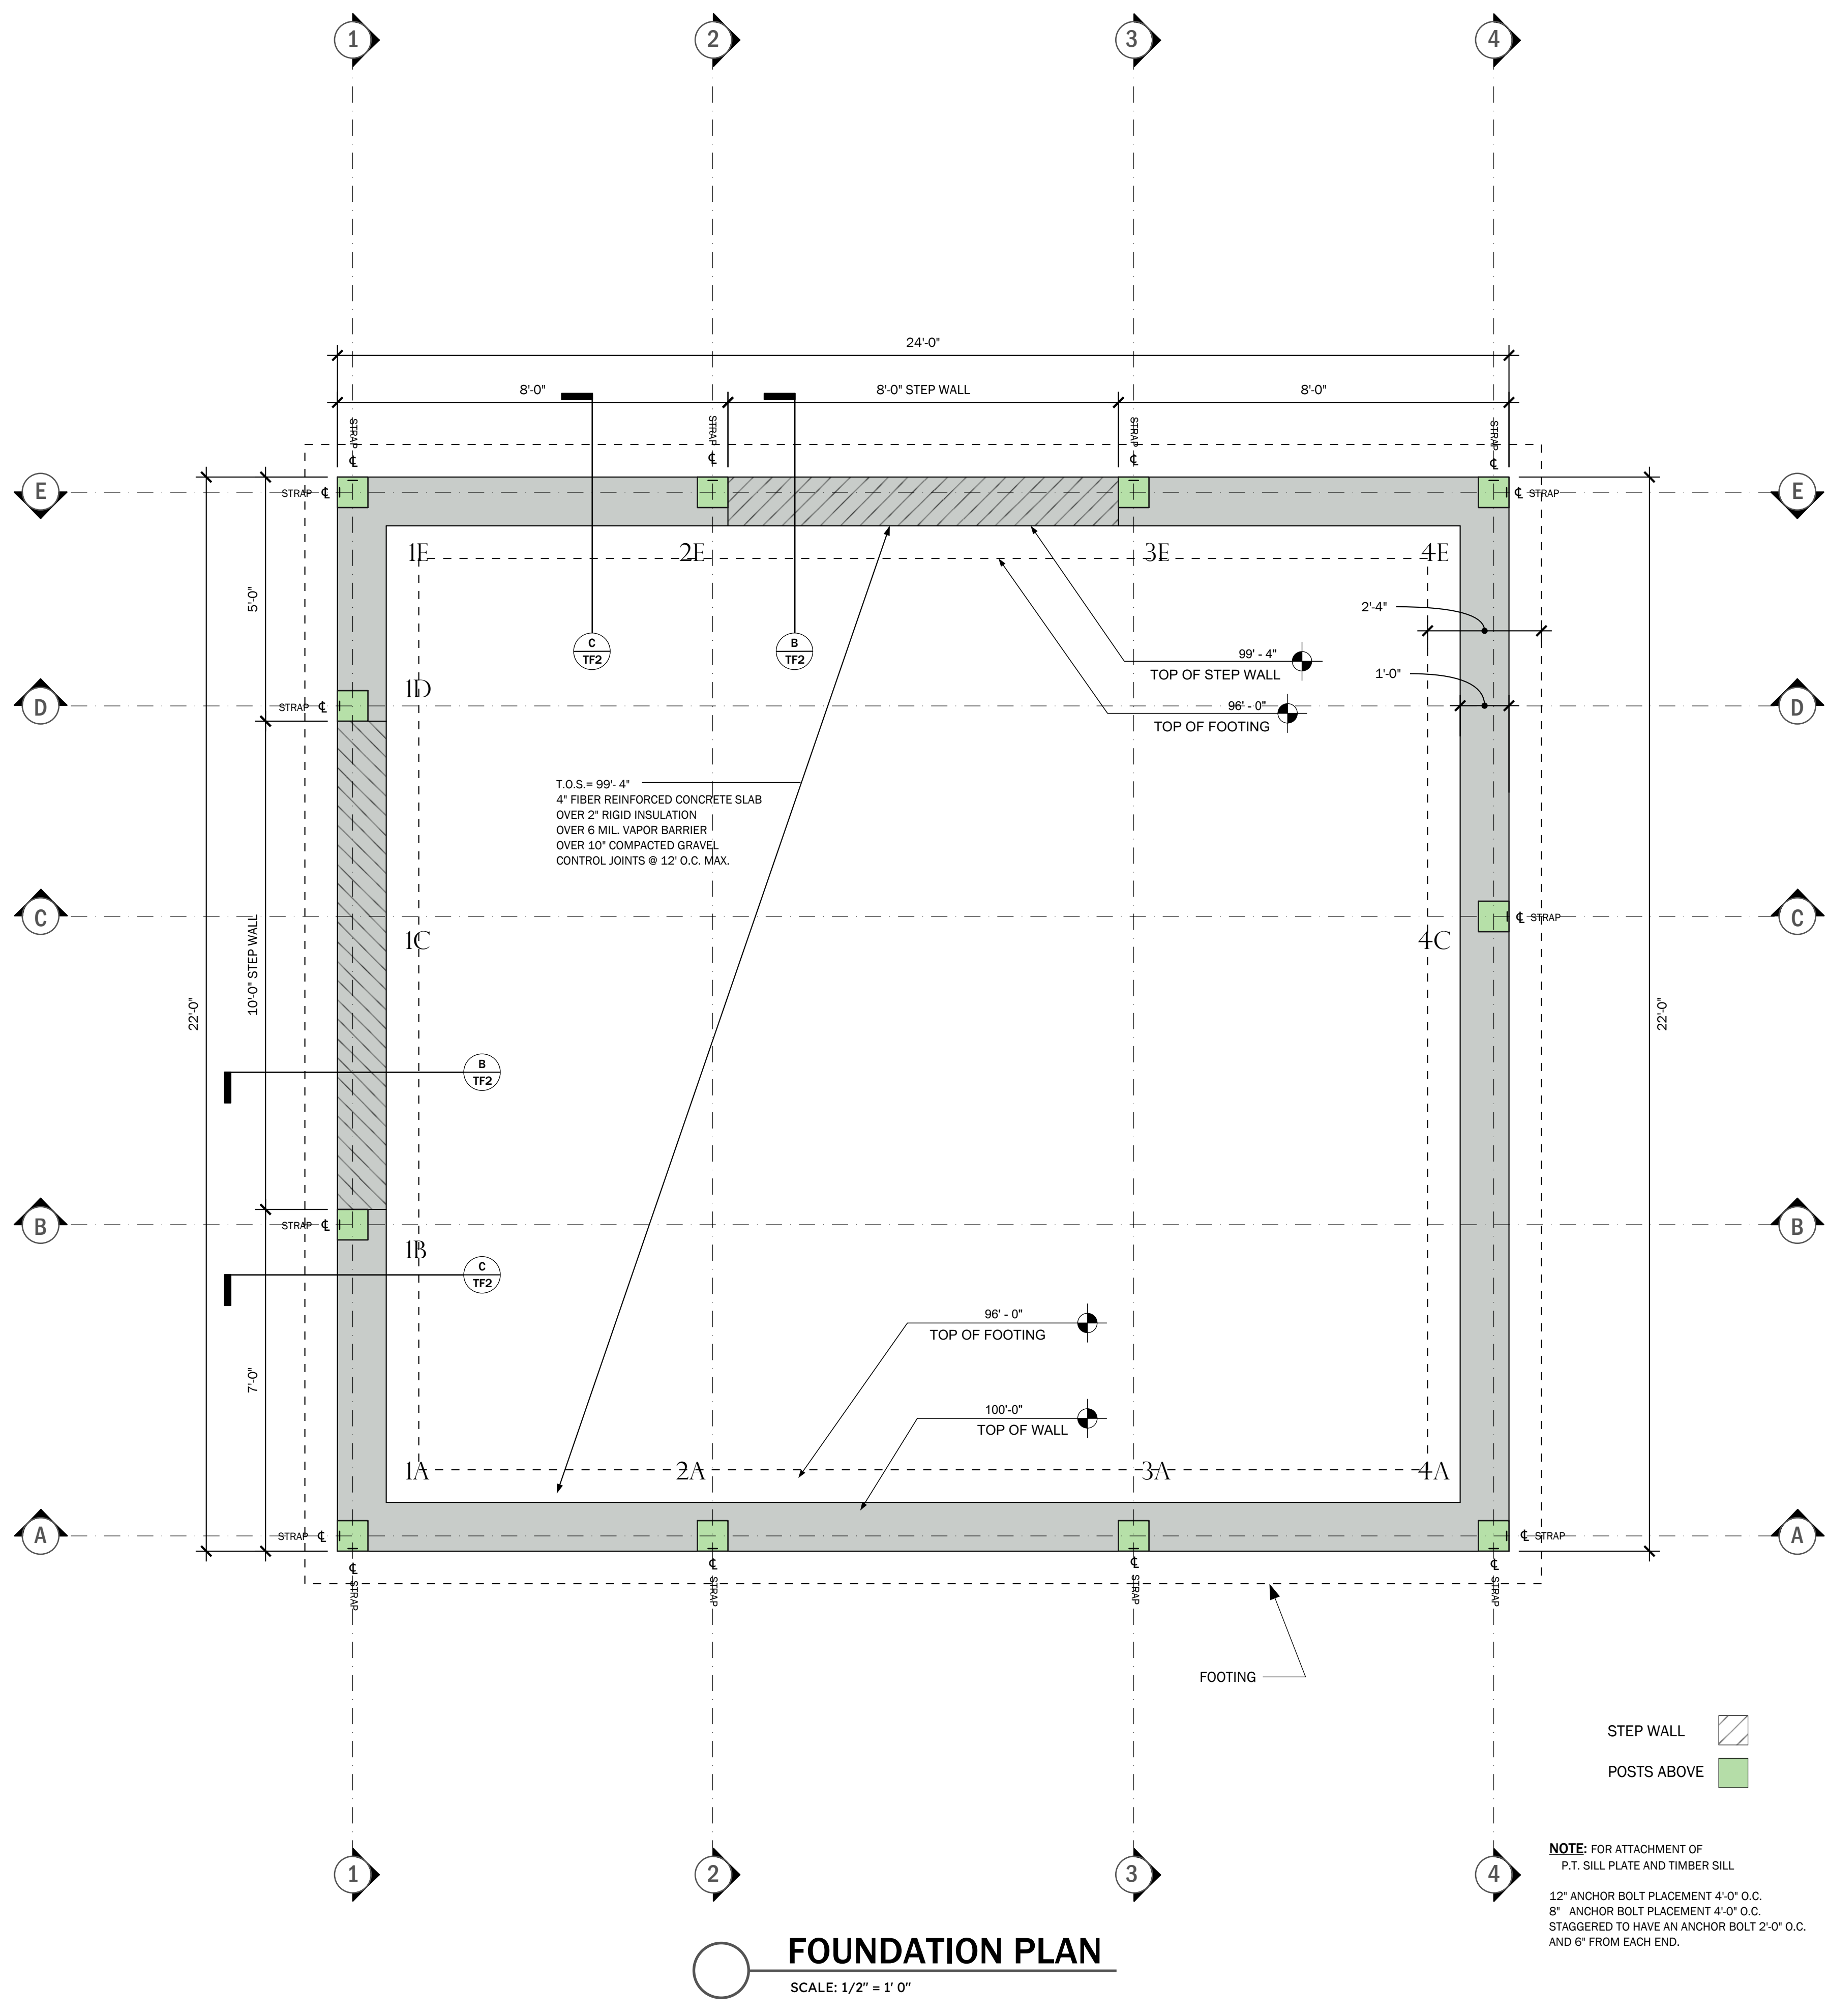 1 2 3 4
24'-0"
8'-0" 8'-0" STEP WALL 8'-0"
STRAP STRAP STRAP STRAP
℄ ℄ ℄ ℄
E STRAP ℄ ℄ STRAP E
1E 2E 3E 4E
5'-0"
2'-4"
C
TF2
B
TF2
99' - 4"
TOP OF STEP WALL
1'-0"
1D
D STRAP ℄ D
96' - 0"
TOP OF FOOTING
T.O.S.= 99'- 4"
4" FIBER REINFORCED CONCRETE SLAB
OVER 2" RIGID INSULATION
OVER 6 MIL. VAPOR BARRIER
OVER 10" COMPACTED GRAVEL
CONTROL JOINTS @ 12' O.C. MAX.
C ℄ STRAP C
1C 4C
10'-0" STEP WALL
22'-0" 22'-0"
B
TF2
B STRAP ℄ B
1B
C
TF2
96' - 0"
TOP OF FOOTING
7'-0"
100'-0"
TOP OF WALL
1A 2A 3A 4A
A STRAP ℄ ℄ STRAP A
℄ ℄ ℄ ℄
STRAP STRAP STRAP STRAP
FOOTING
STEP WALL
POSTS ABOVE
NOTE: FOR ATTACHMENT OF
P.T. SILL PLATE AND TIMBER SILL
12" ANCHOR BOLT PLACEMENT 4'-0" O.C.
8" ANCHOR BOLT PLACEMENT 4'-0" O.C.
STAGGERED TO HAVE AN ANCHOR BOLT 2'-0" O.C.
AND 6" FROM EACH END.
1 2 3 4
FOUNDATION PLAN
SCALE: 1/2" = 1' 0"